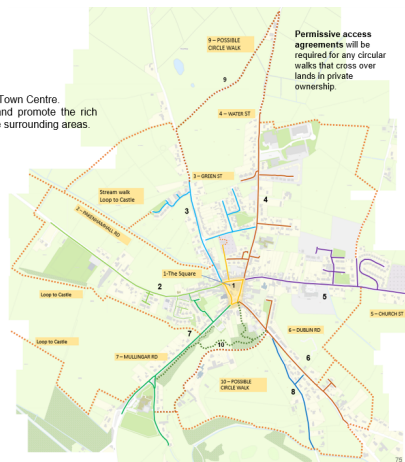 9 – POSSIBLE
CIRCLE WALK
Permissive access
agreements will be
required for any circular
walks that cross over
lands in private
ownership.
9
Town Centre.
and promote the rich
surrounding areas.
4 – WATER ST
3 – GREEN ST
Stream walk
Loop to Castle
3
4
2 – PAKENHAMHALL RD
1-The Square
2
1
5
Loop to Castle
5 – CHURCH ST
Loop to Castle
6 – DUBLIN RD
7
10
7 – MULLINGAR RD
6
10 – POSSIBLE
CIRCLE WALK
8
76